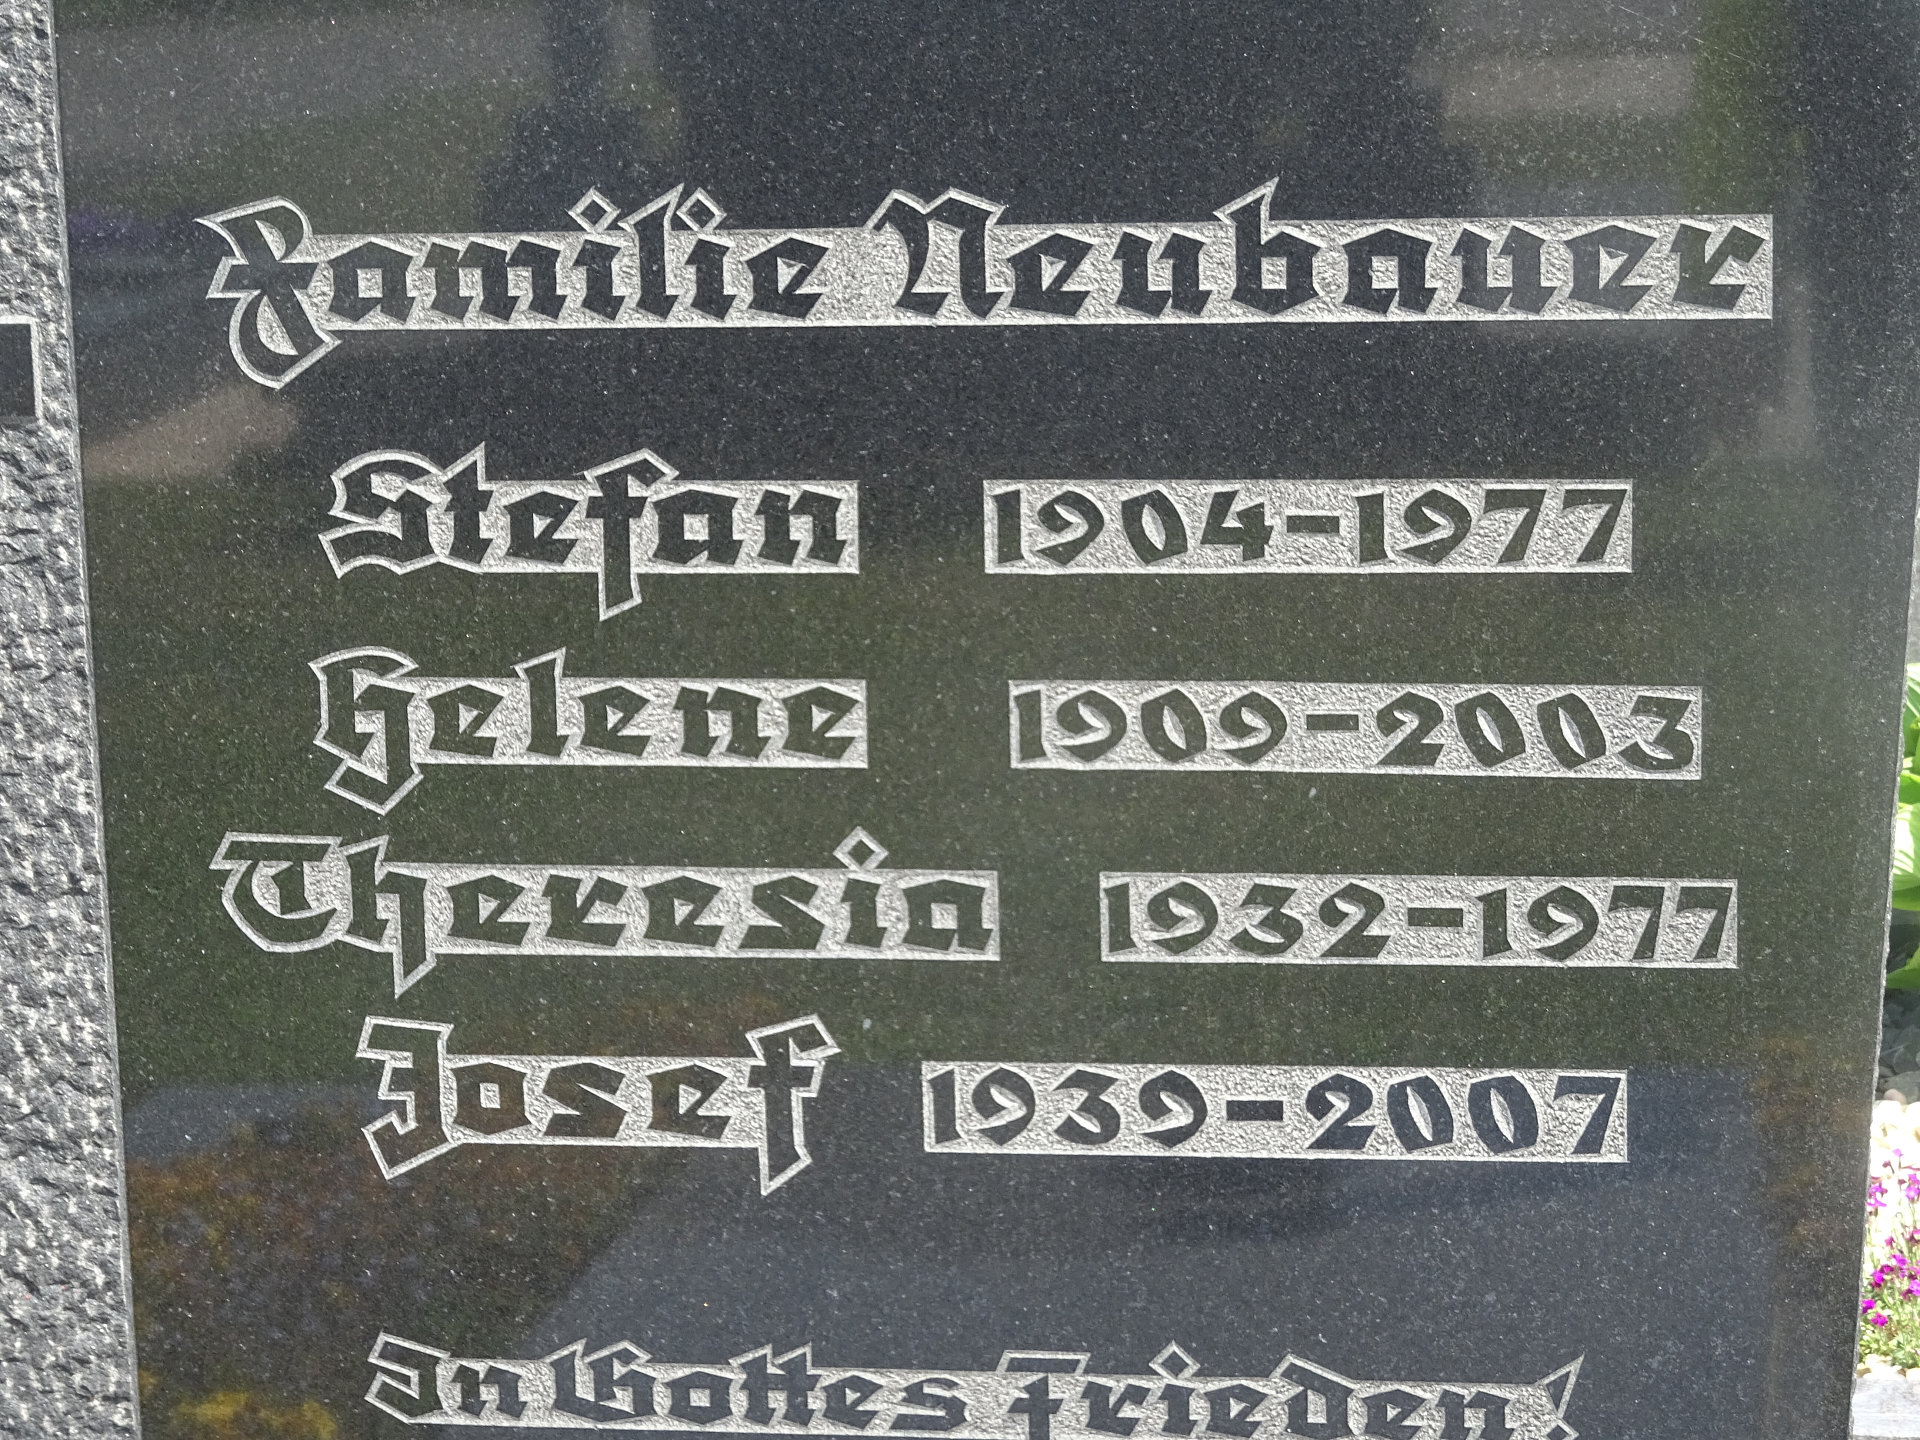 Familie Neubauer
Stefan 1904-1977
Helene 1909-2003
Theresia 1932-1977
Josef 1939-2007
In Gottes Frieden!